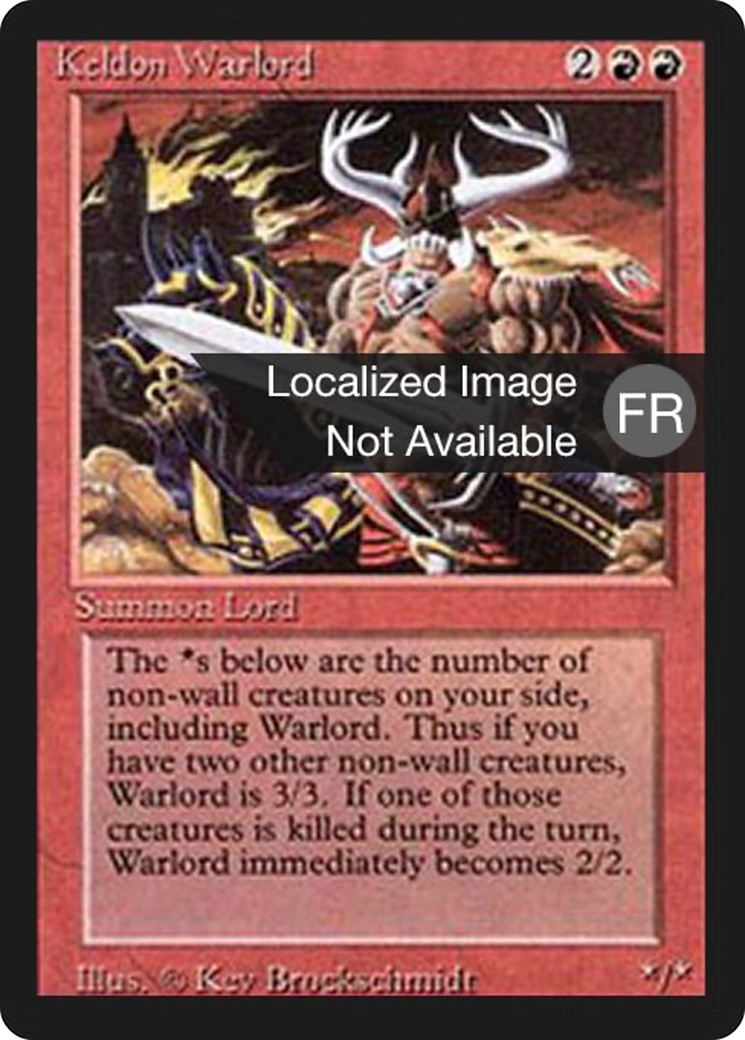 Keldon Warlord 2
Localized Image
Not Available
FR
Summon Lord
The *s below are the number of
non-wall creatures on your side,
including Warlord. Thus if you
have two other non-wall creatures,
Warlord is 3/3. If one of those
creatures is killed during the turn,
Warlord immediately becomes 2/2.
Illus. © Kev Brockschmidt */*